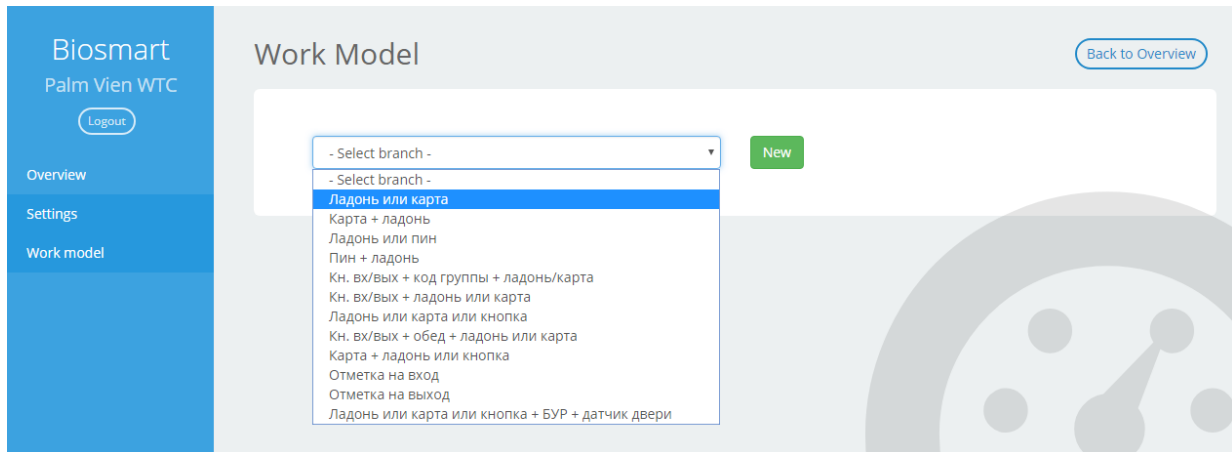 Biosmart
Palm Vien WTC
Logout
Overview
Settings
Work model
Work Model
Back to Overview
- Select branch -
New
- Select branch -
Ладонь или карта
Карта + ладонь
Ладонь или пин
Пин + ладонь
Кн. вх/вых + код группы + ладонь/карта
Кн. вх/вых + ладонь или карта
Ладонь или карта или кнопка
Кн. вх/вых + обед + ладонь или карта
Карта + ладонь или кнопка
Отметка на вход
Отметка на выход
Ладонь или карта или кнопка + БУР + датчик двери